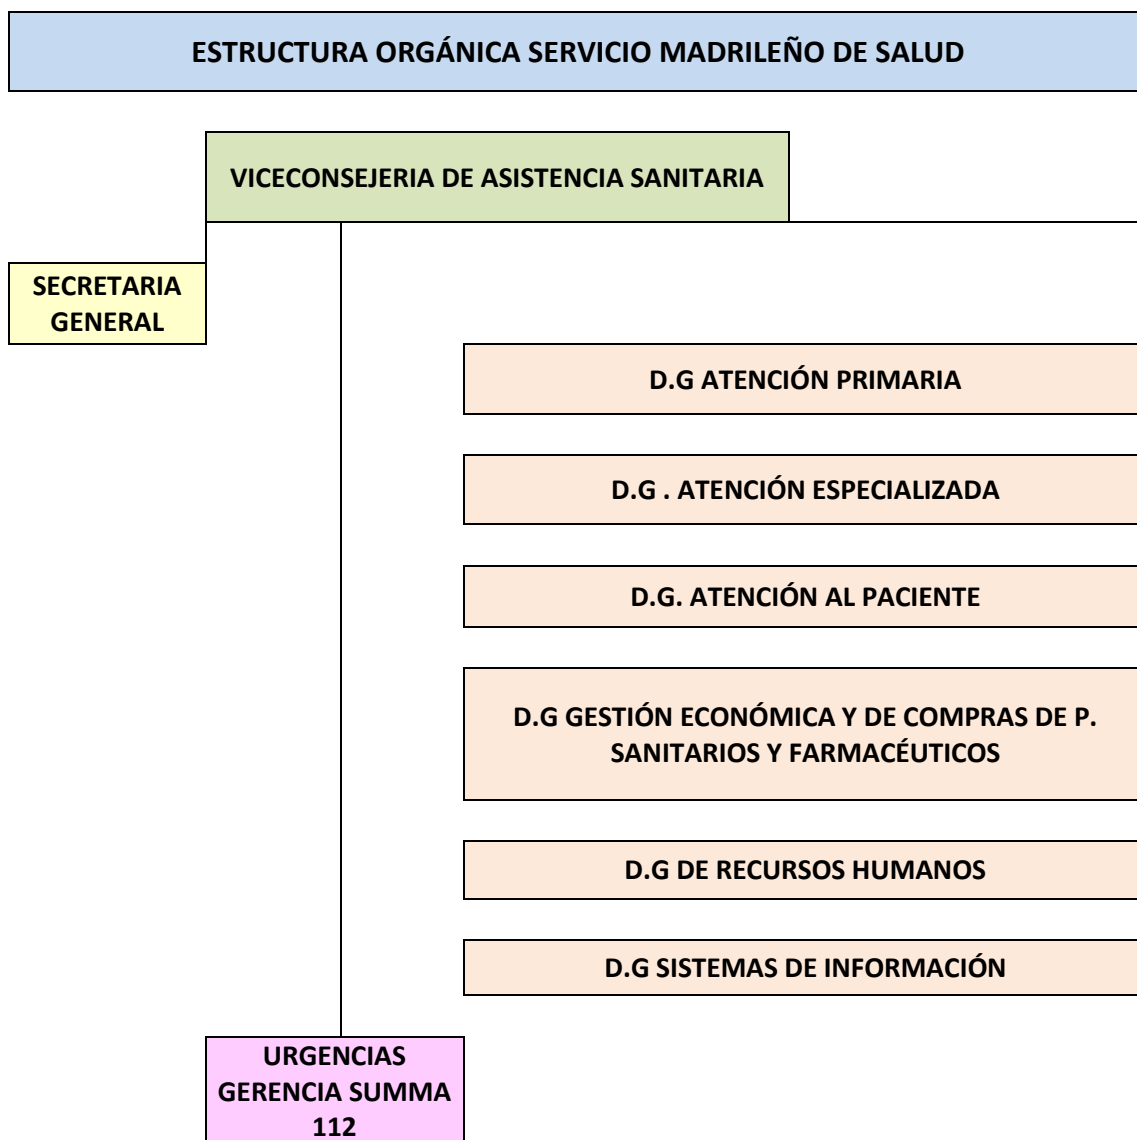 ESTRUCTURA ORGÁNICA SERVICIO MADRILEÑO DE SALUD
VICECONSEJERIA DE ASISTENCIA SANITARIA
SECRETARIA
GENERAL
D.G ATENCIÓN PRIMARIA
D.G . ATENCIÓN ESPECIALIZADA
D.G. ATENCIÓN AL PACIENTE
D.G GESTIÓN ECONÓMICA Y DE COMPRAS DE P.
SANITARIOS Y FARMACÉUTICOS
D.G DE RECURSOS HUMANOS
D.G SISTEMAS DE INFORMACIÓN
URGENCIAS
GERENCIA SUMMA
112